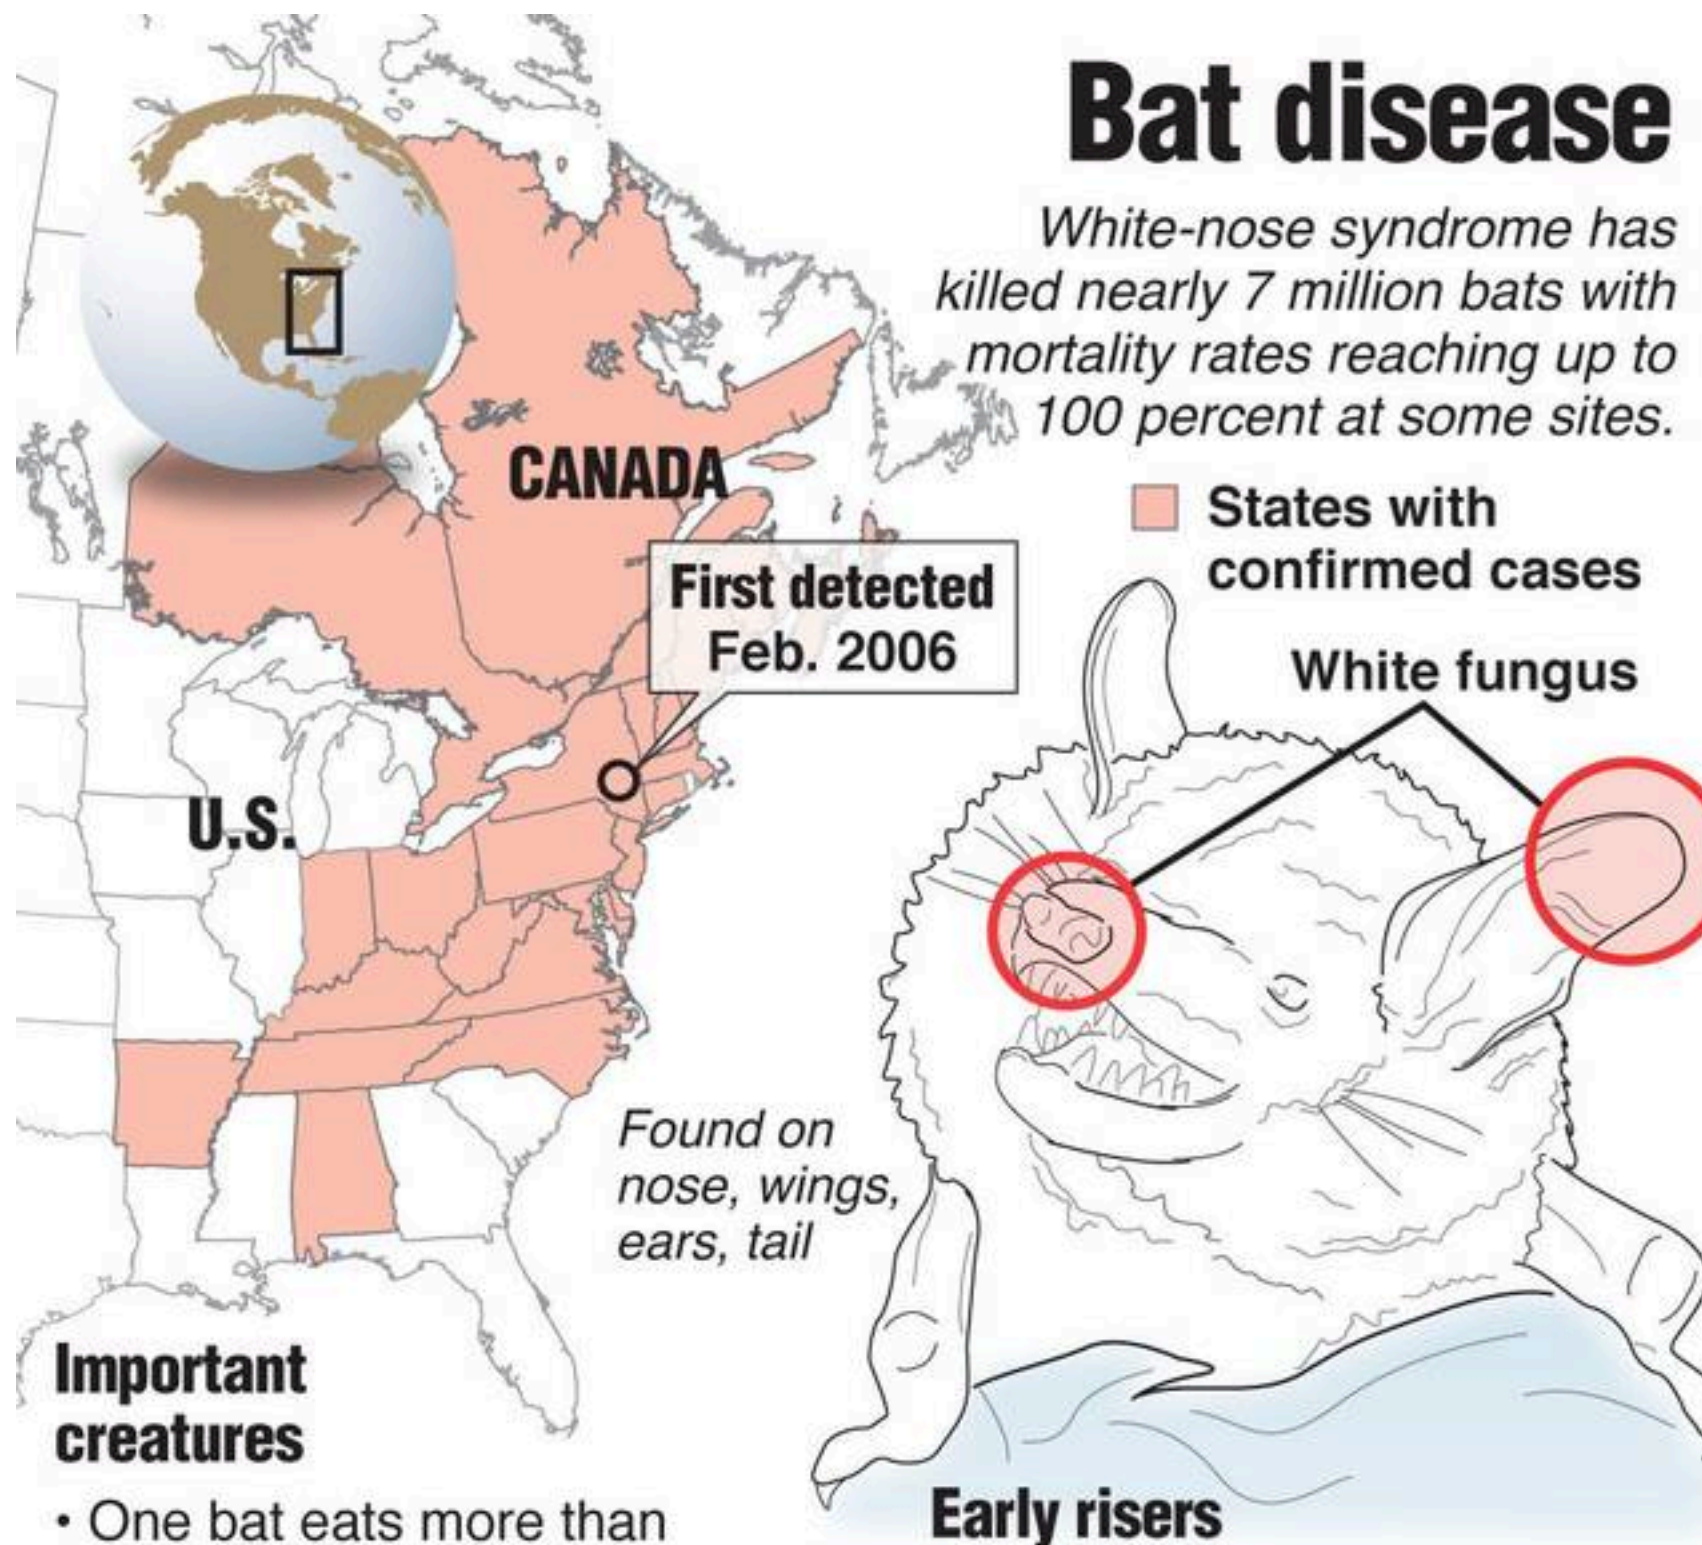 Bat disease
White-nose syndrome has
killed nearly 7 million bats with
mortality rates reaching up to
100 percent at some sites.
States with
confirmed cases
CANADA
First detected
Feb. 2006
U.S.
White fungus
Found on
nose, wings,
ears, tail
Important
creatures
• One bat eats more than
Early risers